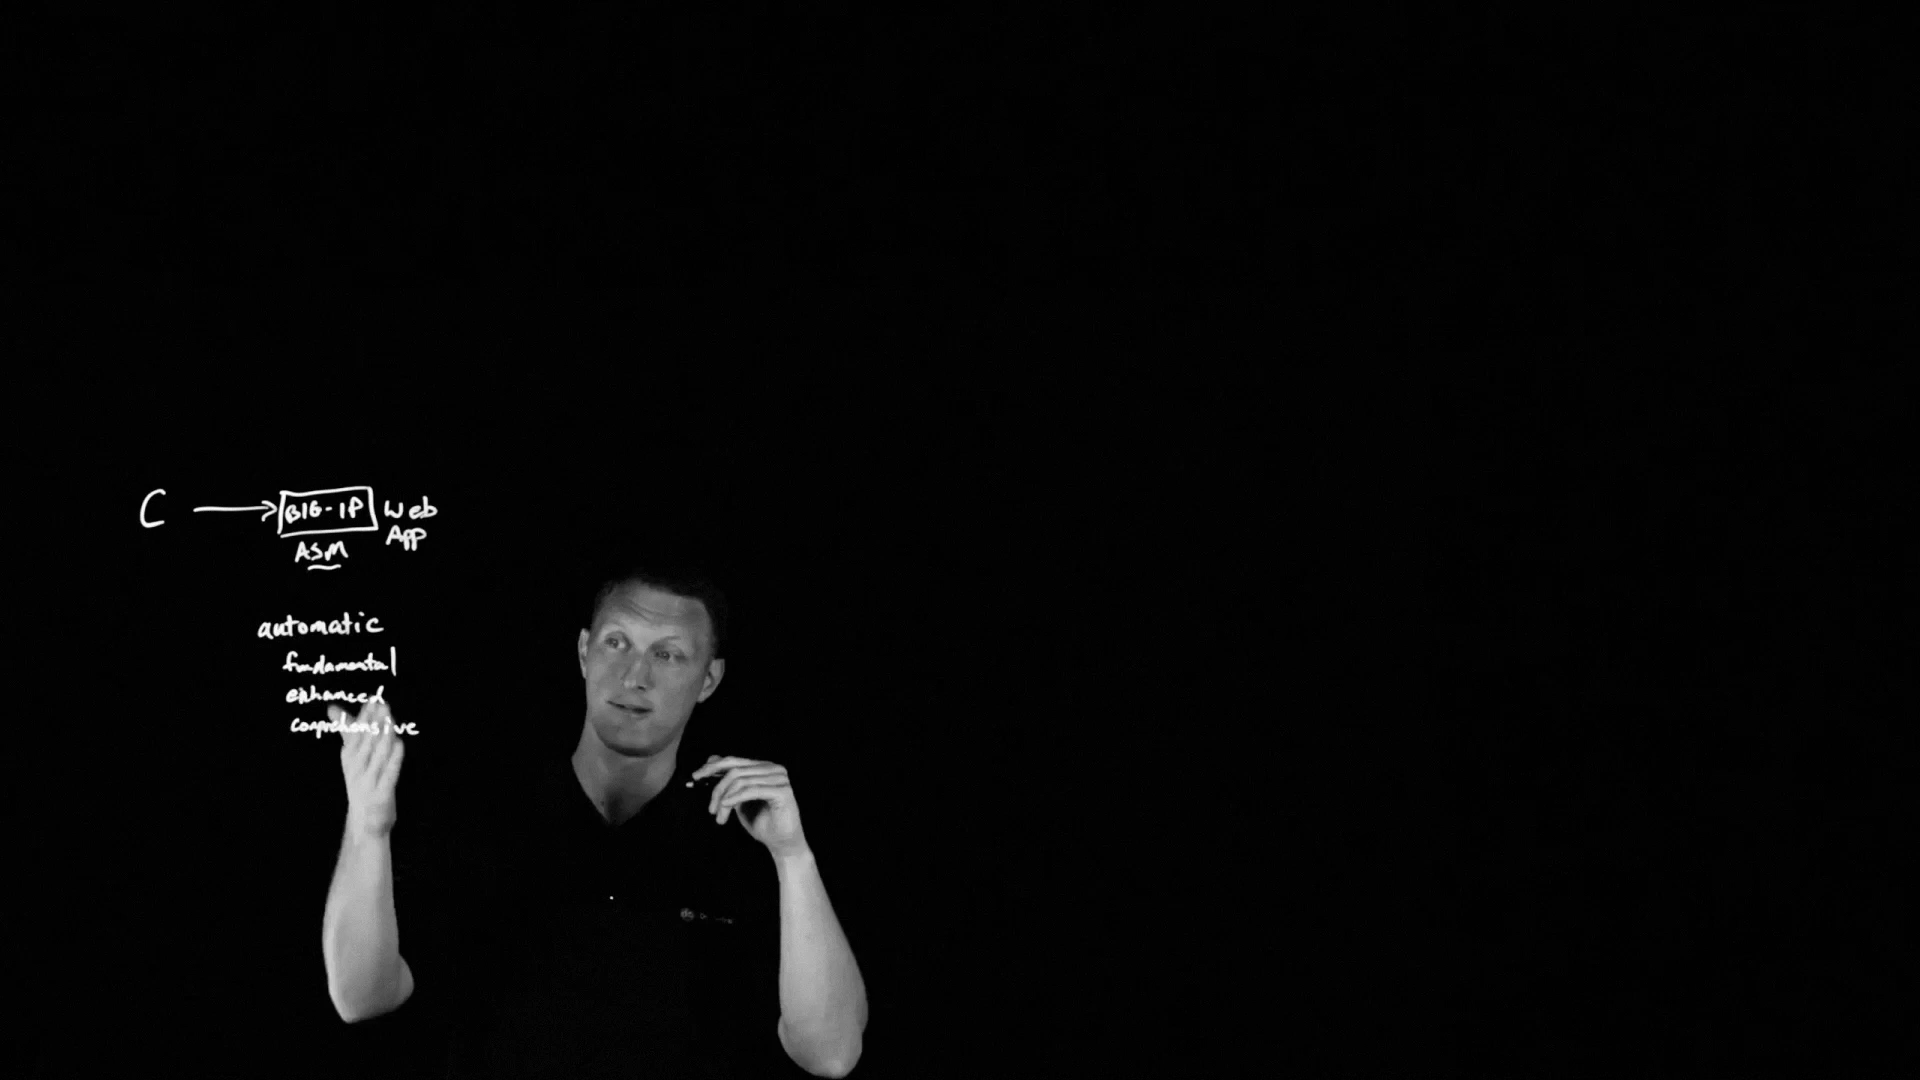 C BIG-IP Web
App
ASM
automatic
fundamental
enhanced
comprehensive